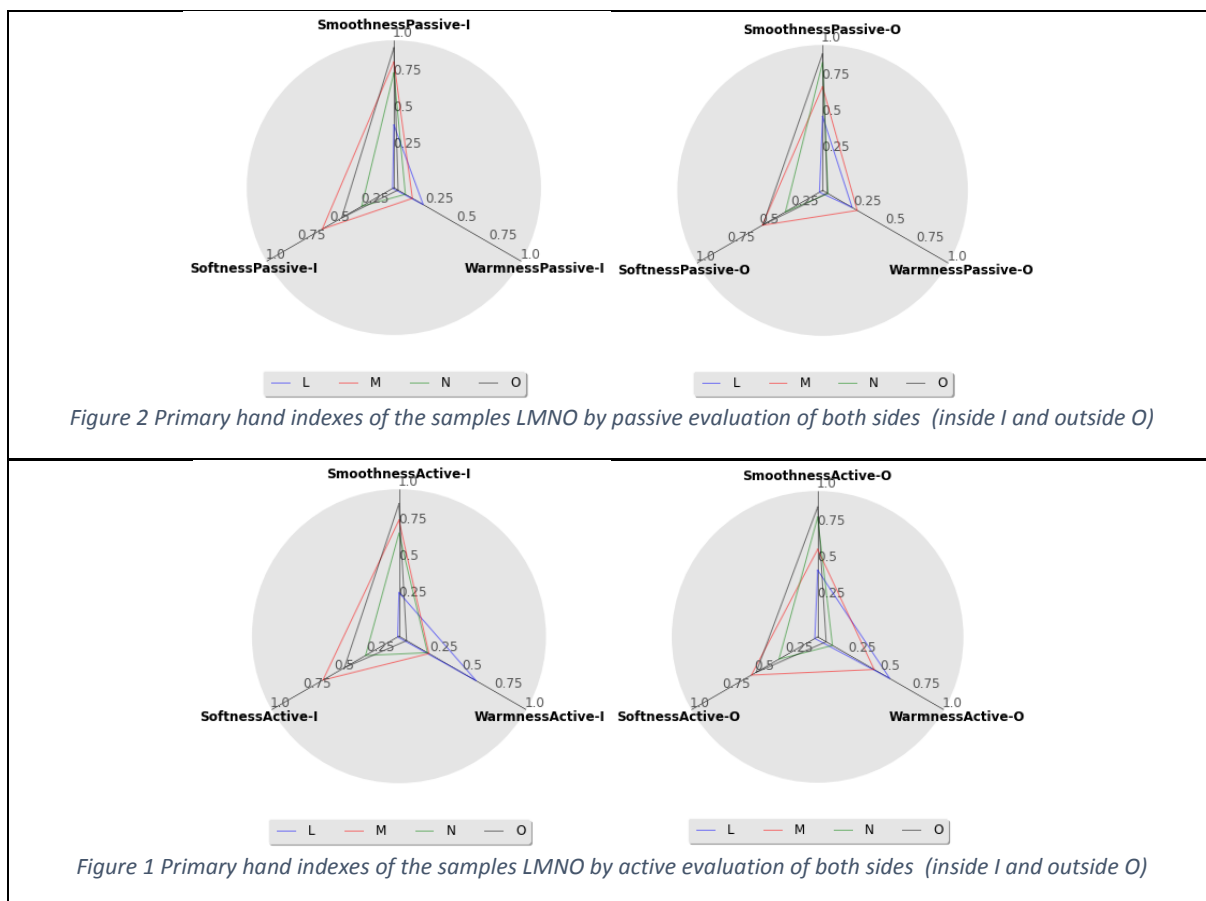 SmoothnessPassive-I
1.0
0.75
0.5
0.25
0.25
0.5
0.75
1.0
0.25
0.5
0.75
1.0
SoftnessPassive-I
WarmnessPassive-I
L M N O
SmoothnessPassive-O
1.0
0.75
0.5
0.25
0.25
0.5
0.75
1.0
0.25
0.5
0.75
1.0
SoftnessPassive-O
WarmnessPassive-O
L M N O
Figure 2 Primary hand indexes of the samples LMNO by passive evaluation of both sides (inside I and outside O)
SmoothnessActive-I
1.0
0.75
0.5
0.25
0.25
0.5
0.75
1.0
0.25
0.5
0.75
1.0
SoftnessActive-I
WarmnessActive-I
L M N O
SmoothnessActive-O
1.0
0.75
0.5
0.25
0.25
0.5
0.75
1.0
0.25
0.5
0.75
1.0
SoftnessActive-O
WarmnessActive-O
L M N O
Figure 1 Primary hand indexes of the samples LMNO by active evaluation of both sides (inside I and outside O)